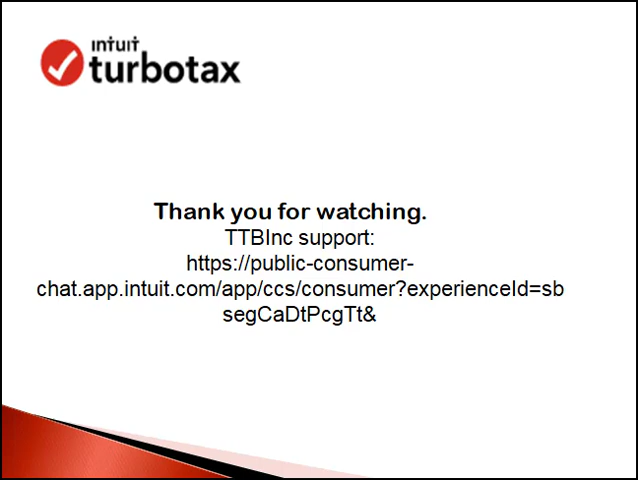 intuit
turbotax
Thank you for watching.
TTBInc support:
https://public-consumer-
chat.app.intuit.com/app/ccs/consumer?experienceId=sb
segCaDtPcgTt&